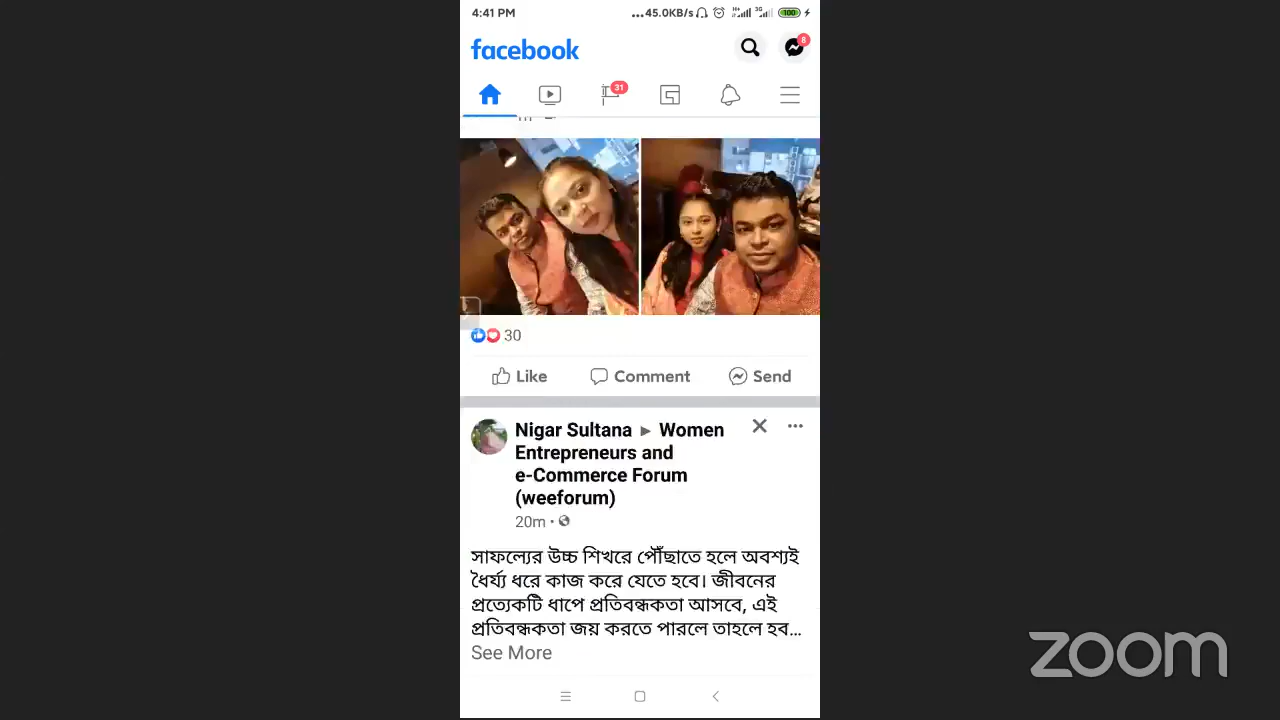 4:41 PM
...45.0KB/s H+ 3G 100
facebook
8
31
30
Like Comment Send
Nigar Sultana ▸ Women
Entrepreneurs and
e-Commerce Forum
(weeforum)
20m ·
সাফল্যের উচ্চ শিখরে পৌঁছাতে হলে অবশ্যই
ধৈর্য্য ধরে কাজ করে যেতে হবে। জীবনের
প্রত্যেকটি ধাপে প্রতিবন্ধকতা আসবে, এই
প্রতিবন্ধকতা জয় করতে পারলে তাহলে হব...
See More
zoom